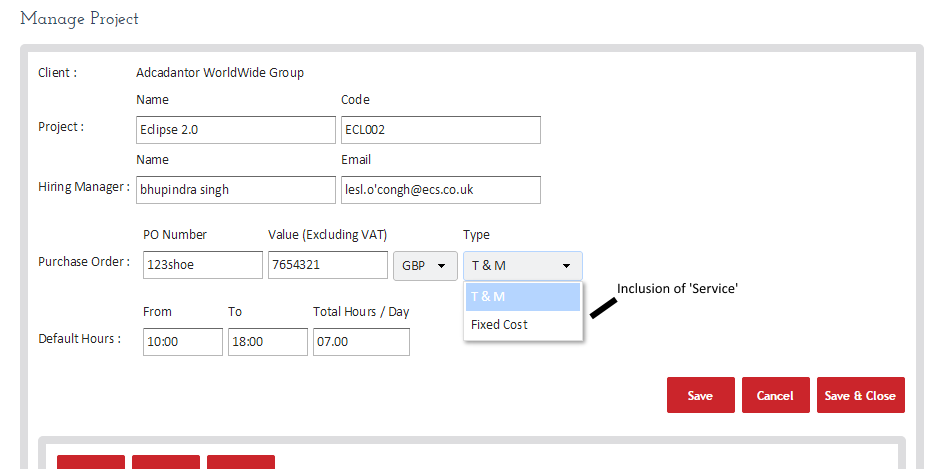 Manage Project
Client : Adcadantor WorldWide Group
Name Code
Project : Eclipse 2.0 ECL002
Name Email
Hiring Manager : bhupindra singh lesl.o'congh@ecs.co.uk
PO Number Value (Excluding VAT) Type
Purchase Order : 123shoe 7654321 GBP T & M
T & M
Inclusion of 'Service'
Fixed Cost
From To Total Hours / Day
Default Hours : 10:00 18:00 07.00
Save Cancel Save & Close